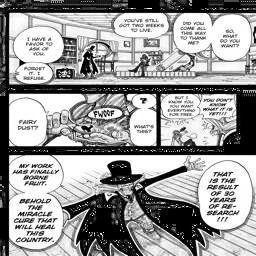 I HAVE A
FAVOR TO
ASK OF
YOU.
FORGET
IT. I
REFUSE.
YOU'VE STILL
GOT TWO WEEKS
TO LIVE.
DID YOU
COME ALL
THIS WAY
TO THANK
ME?
SO,
WHAT DO
YOU
WANT?
FAIRY
DUST?
FWOOF
?
WHAT'S
THIS?
BUT I
KNOW YOU
YOU WANT
EVERYTHING
FOR FREE.
YOU DON'T
KNOW
WHAT IT IS
YET!!!
MY WORK
HAS FINALLY
BORNE
FRUIT.
BEHOLD
THE
MIRACLE
CURE THAT
WILL HEAL
THIS
COUNTRY.
THAT
IS THE
RESULT
OF 30
YEARS
OF RE-
SEARCH
!!!